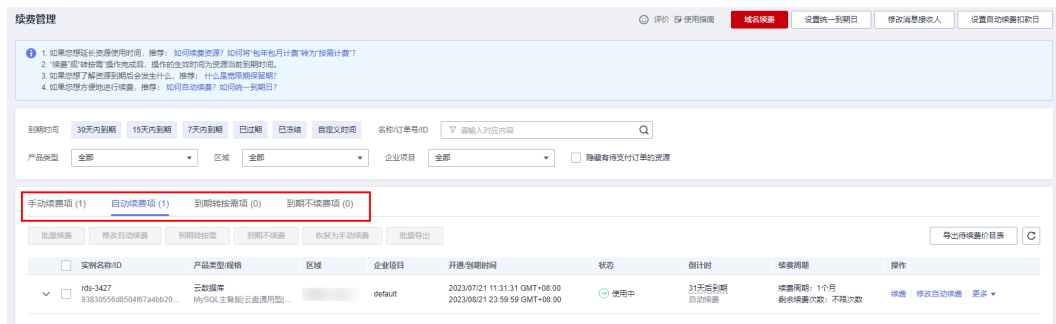 续费管理
评价 使用指南 域名续费 设置统一到期日 修改消息接收人 设置自动续费扣款日
1. 如果您想延长资源使用时间，推荐： 如何续费资源？如何将“包年包月计费”转为“按需计费”？
2. “续费”或“转按需”操作完成后，操作的生效时间为资源当前到期时间。
3. 如果您想了解资源到期后会发生什么，推荐： 什么是宽限期保留期？
4. 如果您想方便地进行续费，推荐： 如何自动续费？如何统一到期日？
到期时间 30天内到期 15天内到期 7天内到期 已过期 已冻结 自定义时间 名称/订单号/ID 请输入对应内容
产品类型 全部 区域 全部 企业项目 全部 隐藏有待支付订单的资源
手动续费项 (1) 自动续费项 (1) 到期转按需项 (0) 到期不续费项 (0)
批量续费 修改自动续费 到期转按需 到期不续费 恢复为手动续费 批量导出 导出待续费价目表
实例名称/ID 产品类型/规格 区域 企业项目 开通/到期时间 状态 倒计时 续费周期 操作
rds-3427 云数据库 2023/07/21 11:31:31 GMT+08:00 31天后到期 续费周期：1个月
93830556d8504f67a4bb20... MySQL|主备版|云盘|通用型|... default 2023/08/21 23:59:59 GMT+08:00 使用中 自动续费 剩余续费次数：不限次数 续费 修改自动续费 更多